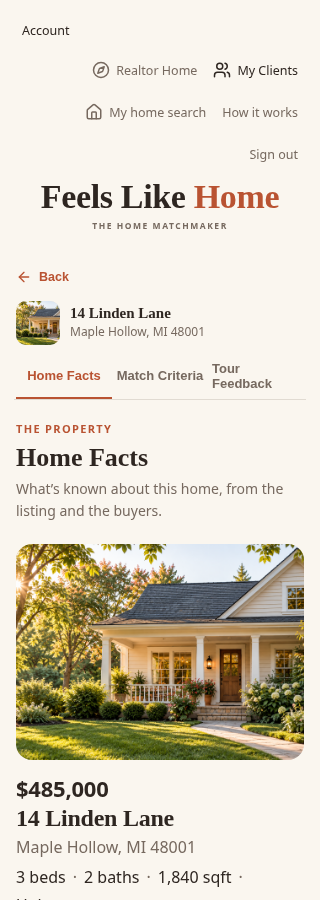 Account
Realtor Home
My Clients
My home search
How it works
Sign out
Feels Like Home
THE HOME MATCHMAKER
Back
14 Linden Lane
Maple Hollow, MI 48001
Home Facts
Match Criteria
Tour
Feedback
THE PROPERTY
Home Facts
What's known about this home, from the
listing and the buyers.
$485,000
14 Linden Lane
Maple Hollow, MI 48001
3 beds · 2 baths · 1,840 sqft ·